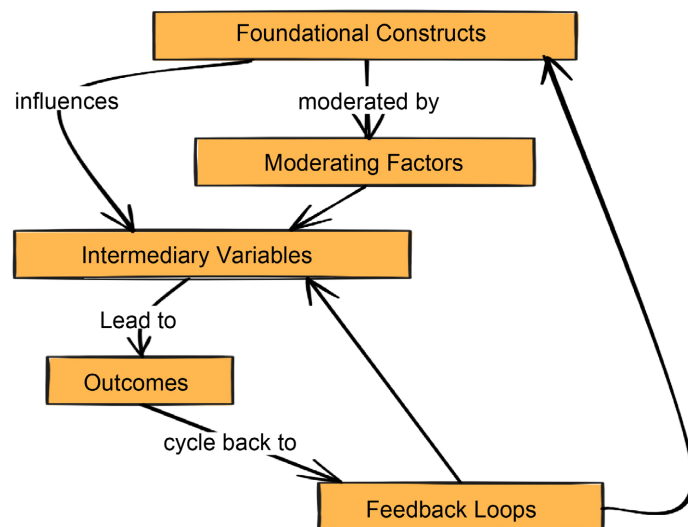 Foundational Constructs
influences
moderated by
Moderating Factors
Intermediary Variables
Lead to
Outcomes
cycle back to
Feedback Loops